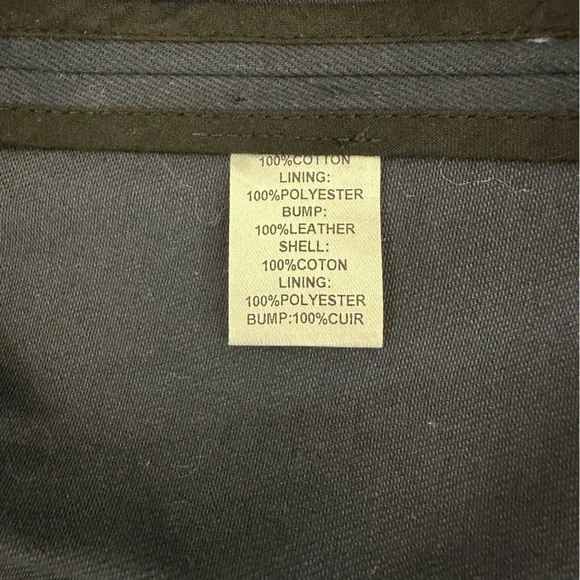 100%COTTON
LINING:
100%POLYESTER
BUMP:
100%LEATHER
SHELL:
100%COTON
LINING:
100%POLYESTER
BUMP:100%CUIR